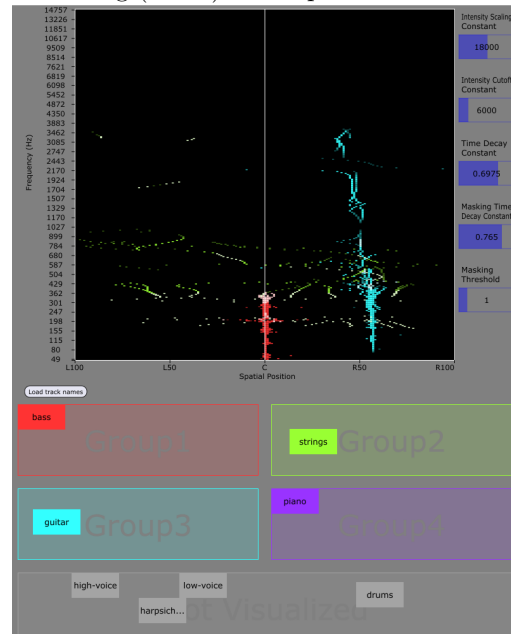 14757
13226
11851
10617
9509
8514
7621
6819
6098
5452
4872
4350
3883
3462
3085
2747
2443
2170
1924
1704
1507
1329
1170
1027
899
784
680
587
504
429
362
301
247
198
155
115
80
49
Frequency (Hz)
L100 L50 C R50 R100
Spatial Position
Intensity Scaling
Constant
18000
Intensity Cutoff
Constant
6000
Time Decay
Constant
0.6975
Masking Time
Decay Constant
0.765
Masking
Threshold
1
Load track names
bass
Group1
strings
Group2
guitar
Group3
piano
Group4
high-voice low-voice
harpsich... drums
Not Visualized